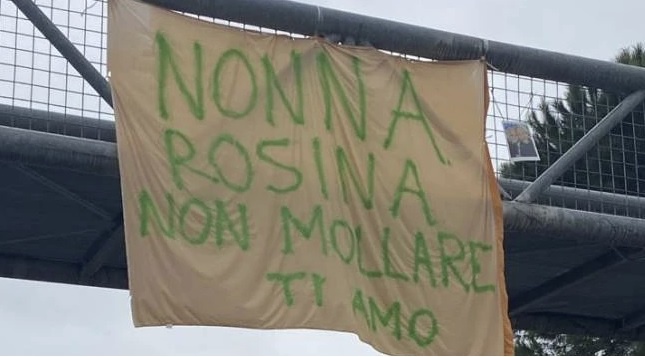 NONNA
ROSINA
NON MOLLARE
TI AMO